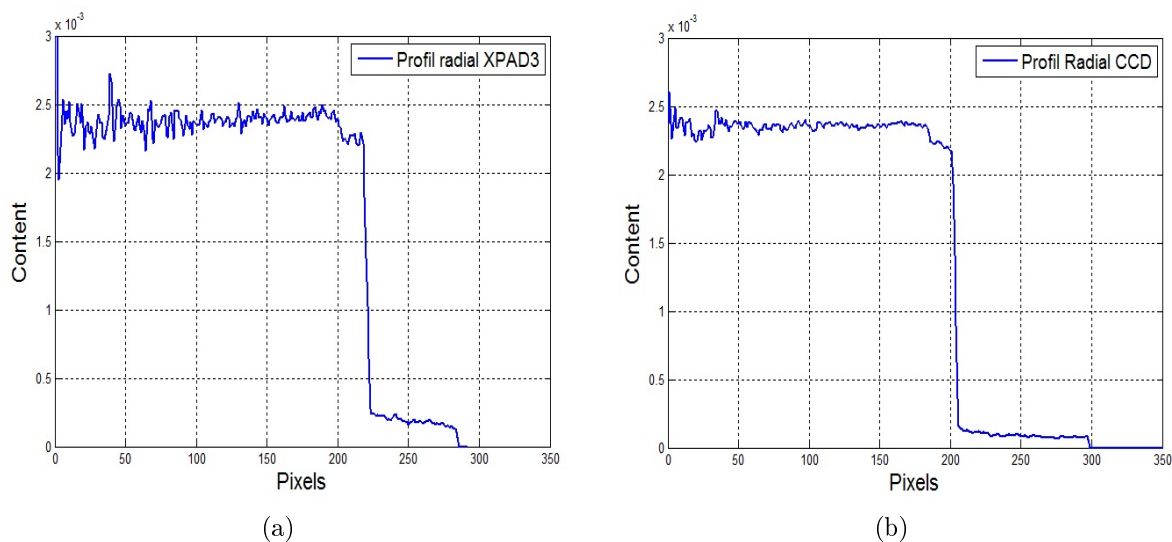 x 10⁻³
3
2.5
2
1.5
1
0.5
0
Content
0 50 100 150 200 250 300 350
Pixels
Profil radial XPAD3
(a)
x 10⁻³
3
2.5
2
1.5
1
0.5
0
Content
0 50 100 150 200 250 300 350
Pixels
Profil Radial CCD
(b)